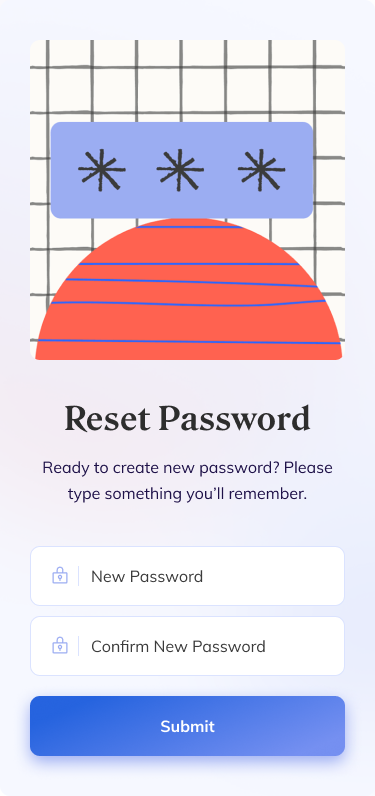 Reset Password
Ready to create new password? Please
type something you’ll remember.
New Password
Confirm New Password
Submit